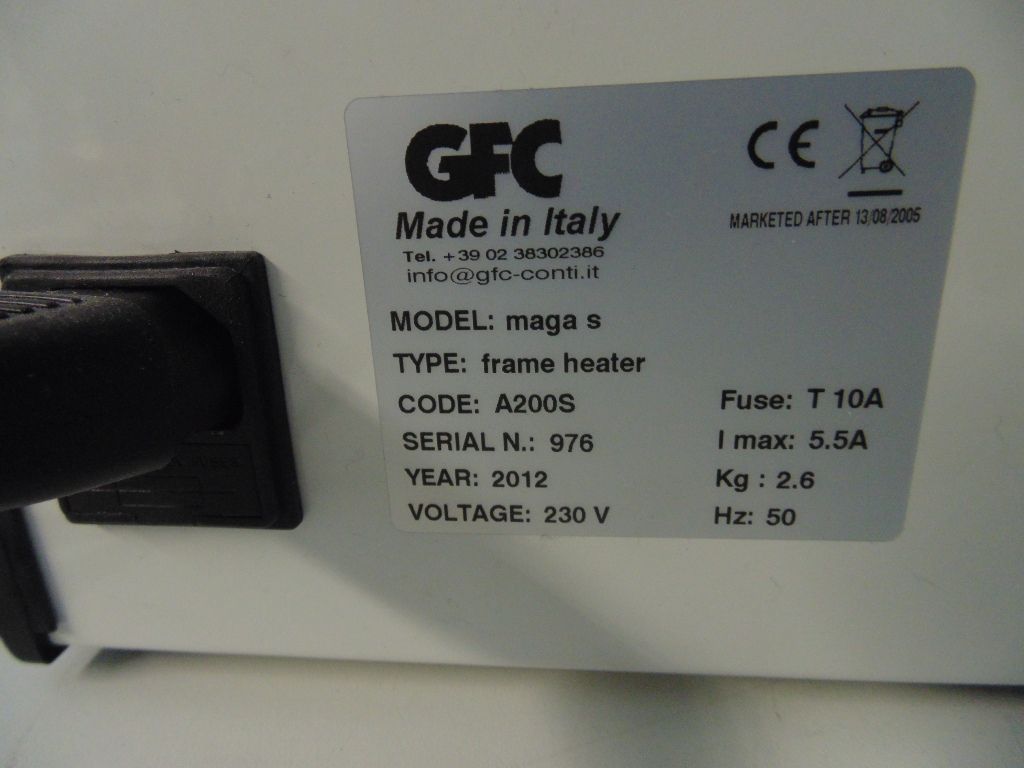 GFC
Made in Italy
Tel. +39 02 38302386
info@gfc-conti.it
CE
MARKETED AFTER 13/08/2005
MODEL: maga s
TYPE: frame heater
CODE: A200S
SERIAL N.: 976
YEAR: 2012
VOLTAGE: 230 V
Fuse: T 10A
I max: 5.5A
Kg : 2.6
Hz: 50